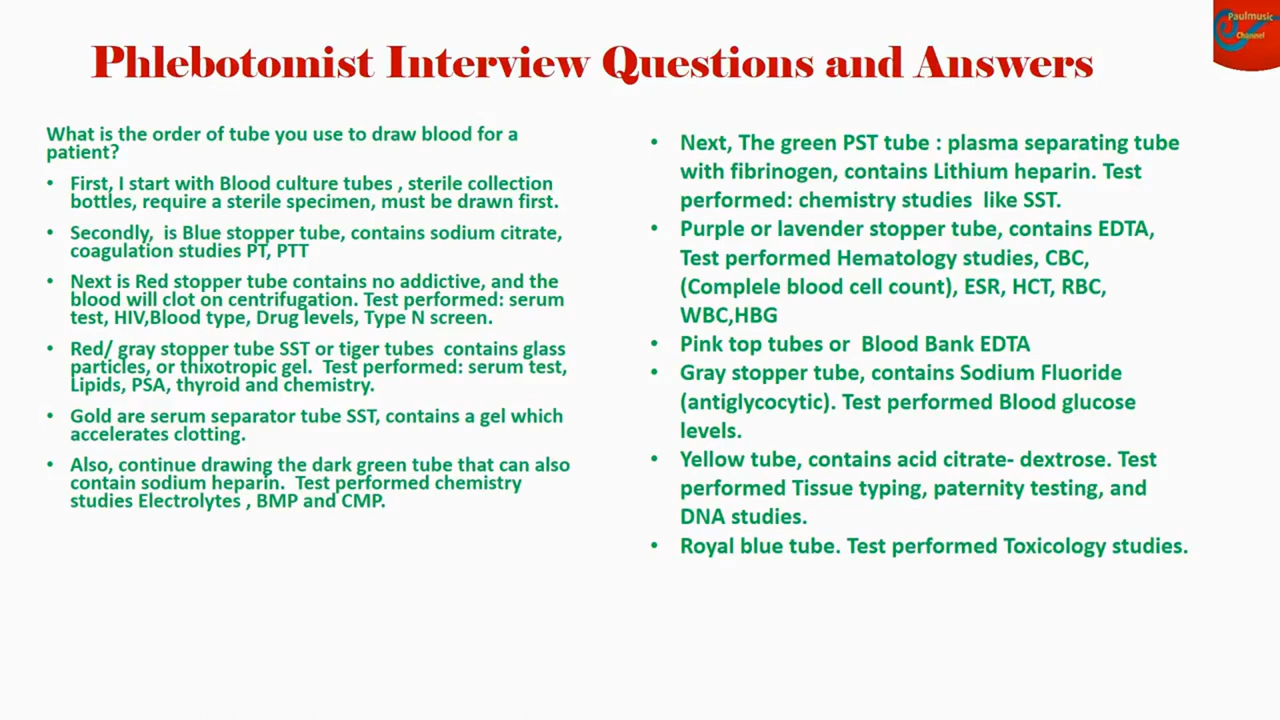 Paulmusic
Channel
Phlebotomist Interview Questions and Answers
What is the order of tube you use to draw blood for a
patient?
• First, I start with Blood culture tubes , sterile collection
bottles, require a sterile specimen, must be drawn first.
• Secondly, is Blue stopper tube, contains sodium citrate,
coagulation studies PT, PTT
• Next is Red stopper tube contains no addictive, and the
blood will clot on centrifugation. Test performed: serum
test, HIV,Blood type, Drug levels, Type N screen.
• Red/ gray stopper tube SST or tiger tubes contains glass
particles, or thixotropic gel. Test performed: serum test,
Lipids, PSA, thyroid and chemistry.
• Gold are serum separator tube SST, contains a gel which
accelerates clotting.
• Also, continue drawing the dark green tube that can also
contain sodium heparin. Test performed chemistry
studies Electrolytes , BMP and CMP.
• Next, The green PST tube : plasma separating tube
with fibrinogen, contains Lithium heparin. Test
performed: chemistry studies like SST.
• Purple or lavender stopper tube, contains EDTA,
Test performed Hematology studies, CBC,
(Complele blood cell count), ESR, HCT, RBC,
WBC,HBG
• Pink top tubes or Blood Bank EDTA
• Gray stopper tube, contains Sodium Fluoride
(antiglycocytic). Test performed Blood glucose
levels.
• Yellow tube, contains acid citrate- dextrose. Test
performed Tissue typing, paternity testing, and
DNA studies.
• Royal blue tube. Test performed Toxicology studies.